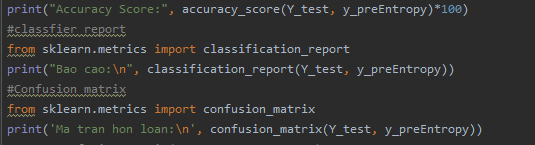 print("Accuracy Score:", accuracy_score(Y_test, y_preEntropy)*100)
#classfier report
from sklearn.metrics import classification_report
print("Bao cao:\n", classification_report(Y_test, y_preEntropy))
#Confusion matrix
from sklearn.metrics import confusion_matrix
print('Ma tran hon loan:\n', confusion_matrix(Y_test, y_preEntropy))